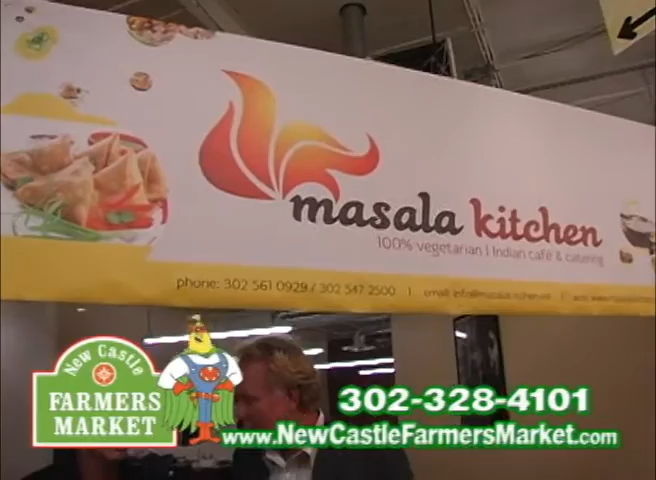 masala kitchen
100% vegetarian | Indian café & catering
phone: 302 561 0929 / 302 547 2500 |
New Castle
FARMERS
MARKET
302-328-4101
www.NewCastleFarmersMarket.com